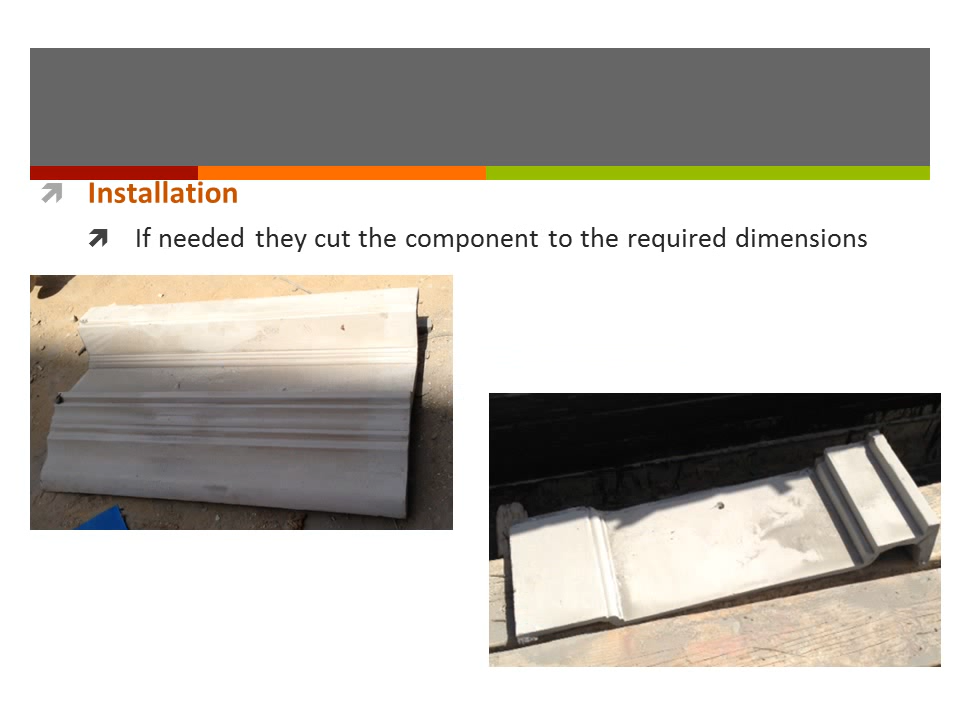 Installation
If needed they cut the component to the required dimensions